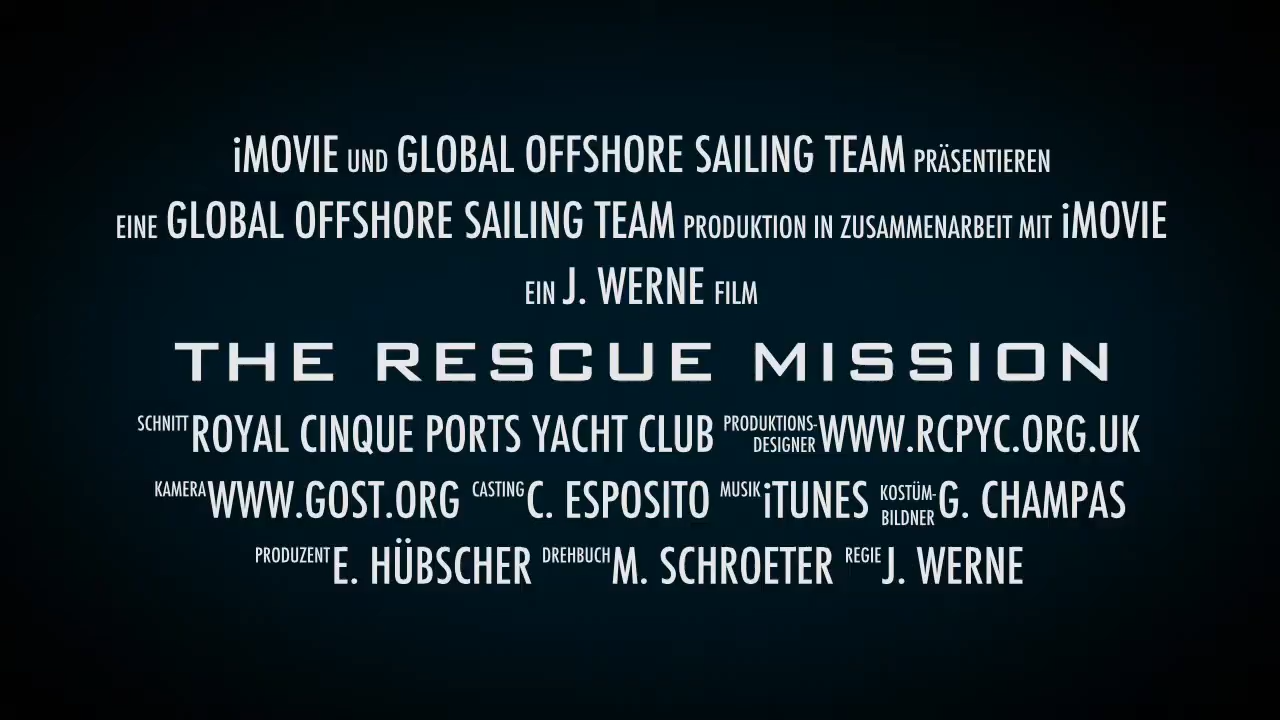 iMOVIE UND GLOBAL OFFSHORE SAILING TEAM PRÄSENTIEREN
EINE GLOBAL OFFSHORE SAILING TEAM PRODUKTION IN ZUSAMMENARBEIT MIT iMOVIE
EIN J. WERNE FILM
THE RESCUE MISSION
SCHNITT ROYAL CINQUE PORTS YACHT CLUB PRODUKTIONS-DESIGNER WWW.RCPYC.ORG.UK
KAMERA WWW.GOST.ORG CASTING C. ESPOSITO MUSIK iTUNES KOSTÜM-BILDNER G. CHAMPAS
PRODUZENT E. HÜBSCHER DREHBUCH M. SCHROETER REGIE J. WERNE